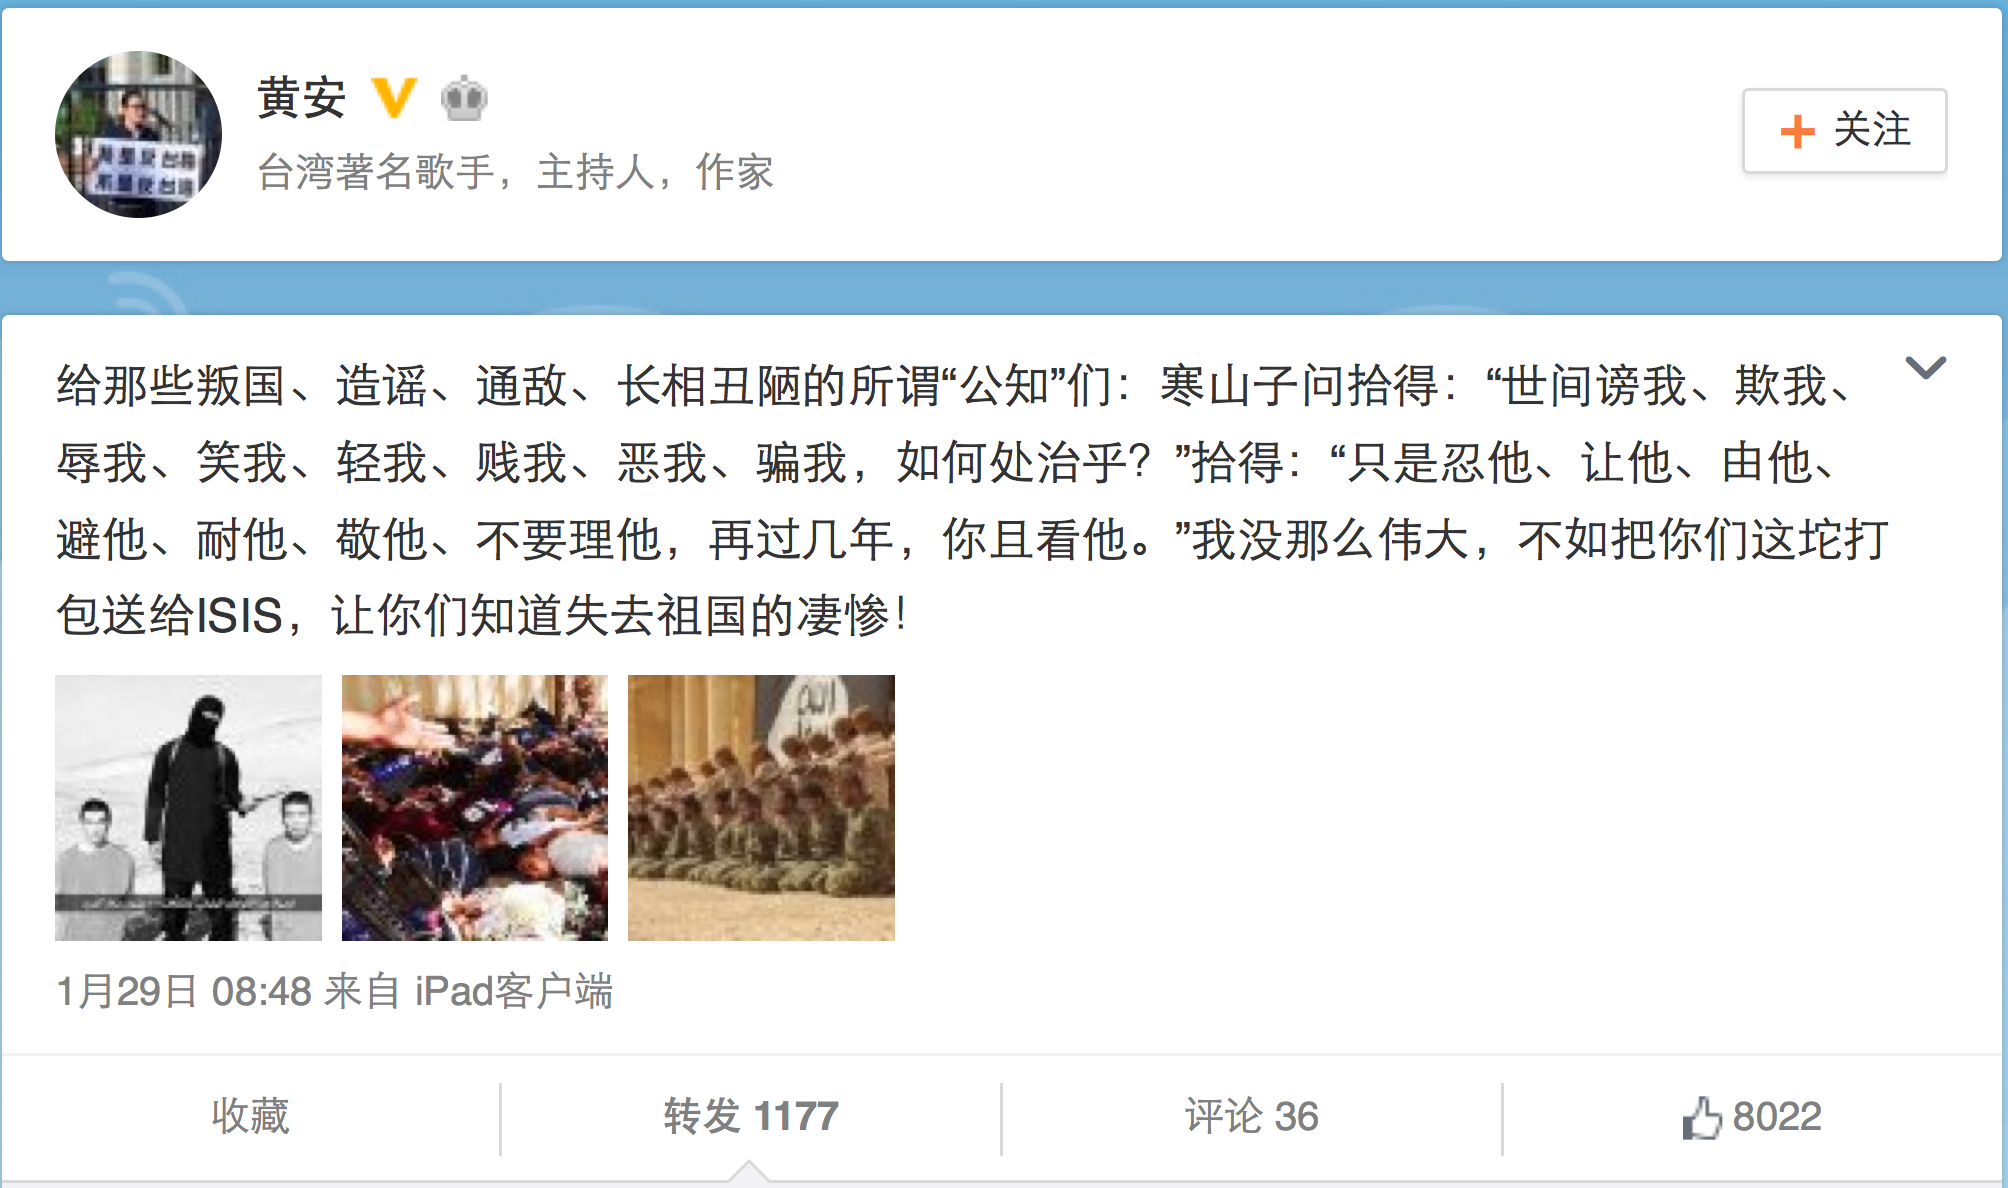 黄安
台湾著名歌手，主持人，作家
+ 关注
给那些叛国、造谣、通敌、长相丑陋的所谓“公知”们：寒山子问拾得：“世间谤我、欺我、
辱我、笑我、轻我、贱我、恶我、骗我，如何处治乎？”拾得：“只是忍他、让他、由他、
避他、耐他、敬他、不要理他，再过几年，你且看他。”我没那么伟大，不如把你们这坨打
包送给ISIS，让你们知道失去祖国的凄惨！
1月29日 08:48 来自 iPad客户端
收藏
转发 1177
评论 36
8022